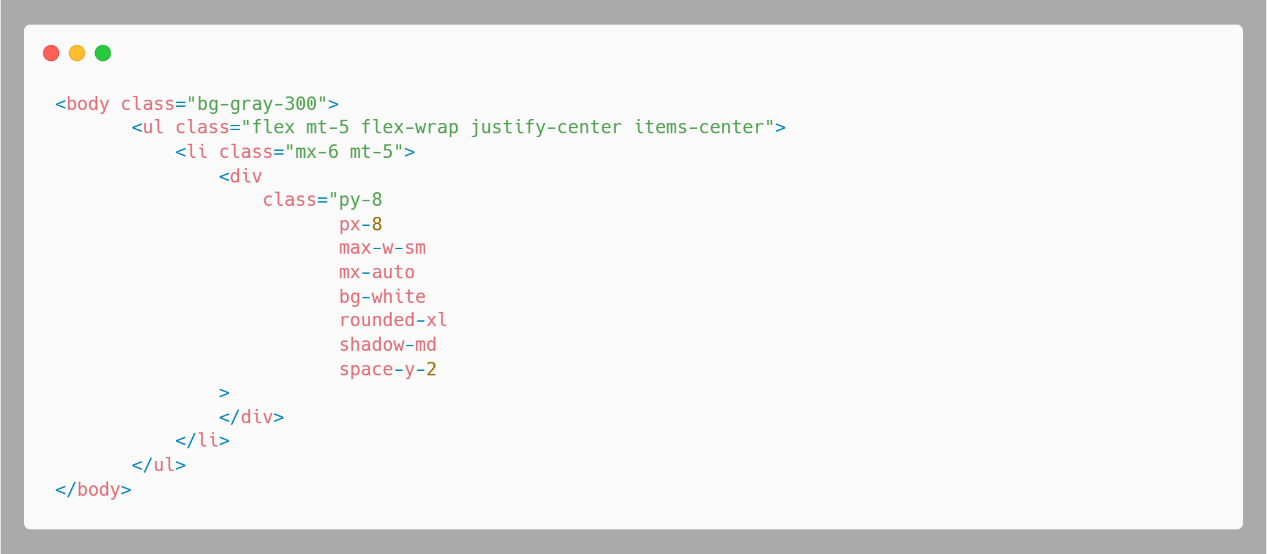 <body class="bg-gray-300">
<ul class="flex mt-5 flex-wrap justify-center items-center">
<li class="mx-6 mt-5">
<div
class="py-8
px-8
max-w-sm
mx-auto
bg-white
rounded-xl
shadow-md
space-y-2
>
</div>
</li>
</ul>
</body>